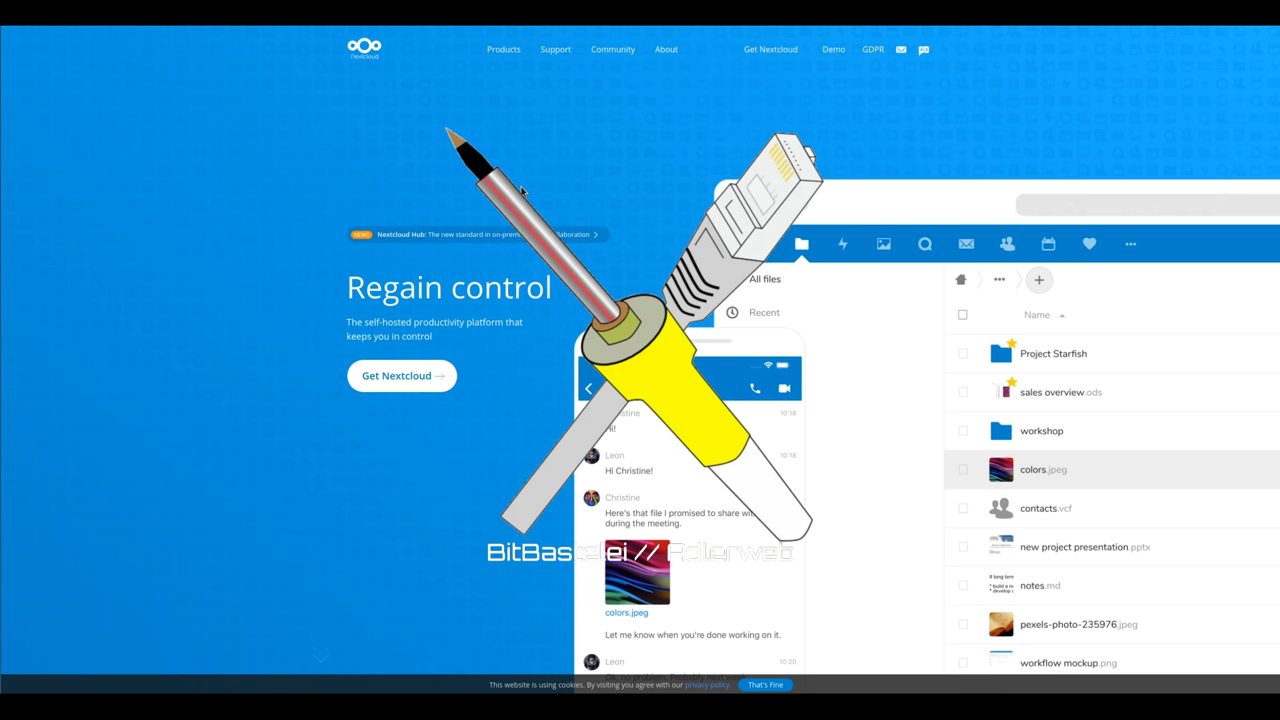 Nextcloud
Products
Support
Community
About
Get Nextcloud
Demo
GDPR
NEWS
Nextcloud Hub: The new standard in on-prem
aboration
Regain control
The self-hosted productivity platform that
keeps you in control
Get Nextcloud →
All files
Recent
Name
Project Starfish
sales overview.ods
workshop
colors.jpeg
contacts.vcf
new project presentation.pptx
notes.md
pexels-photo-235976.jpeg
workflow mockup.png
10:18
Hi!
Leon
10:18
Hi Christine!
Christine
Here's that file I promised to share
during the meeting.
colors.jpeg
Let me know when you're done working on it.
Leon
10:20
BitBastelei // Adlerweb
This website is using cookies. By visiting you agree with our privacy policy.
That's Fine